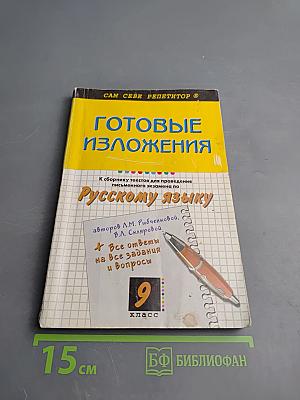 САМ СЕБЕ РЕПЕТИТОР ®
ГОТОВЫЕ
ИЗЛОЖЕНИЯ
К сборнику текстов для проведения
письменного экзамена по
Русскому языку
авторов Л.М. Рыбченковой,
В.Л. Скляровой
+ Все ответы
на все задания
и вопросы
9
КЛАСС
15 см
БФ БИБЛИОФАН